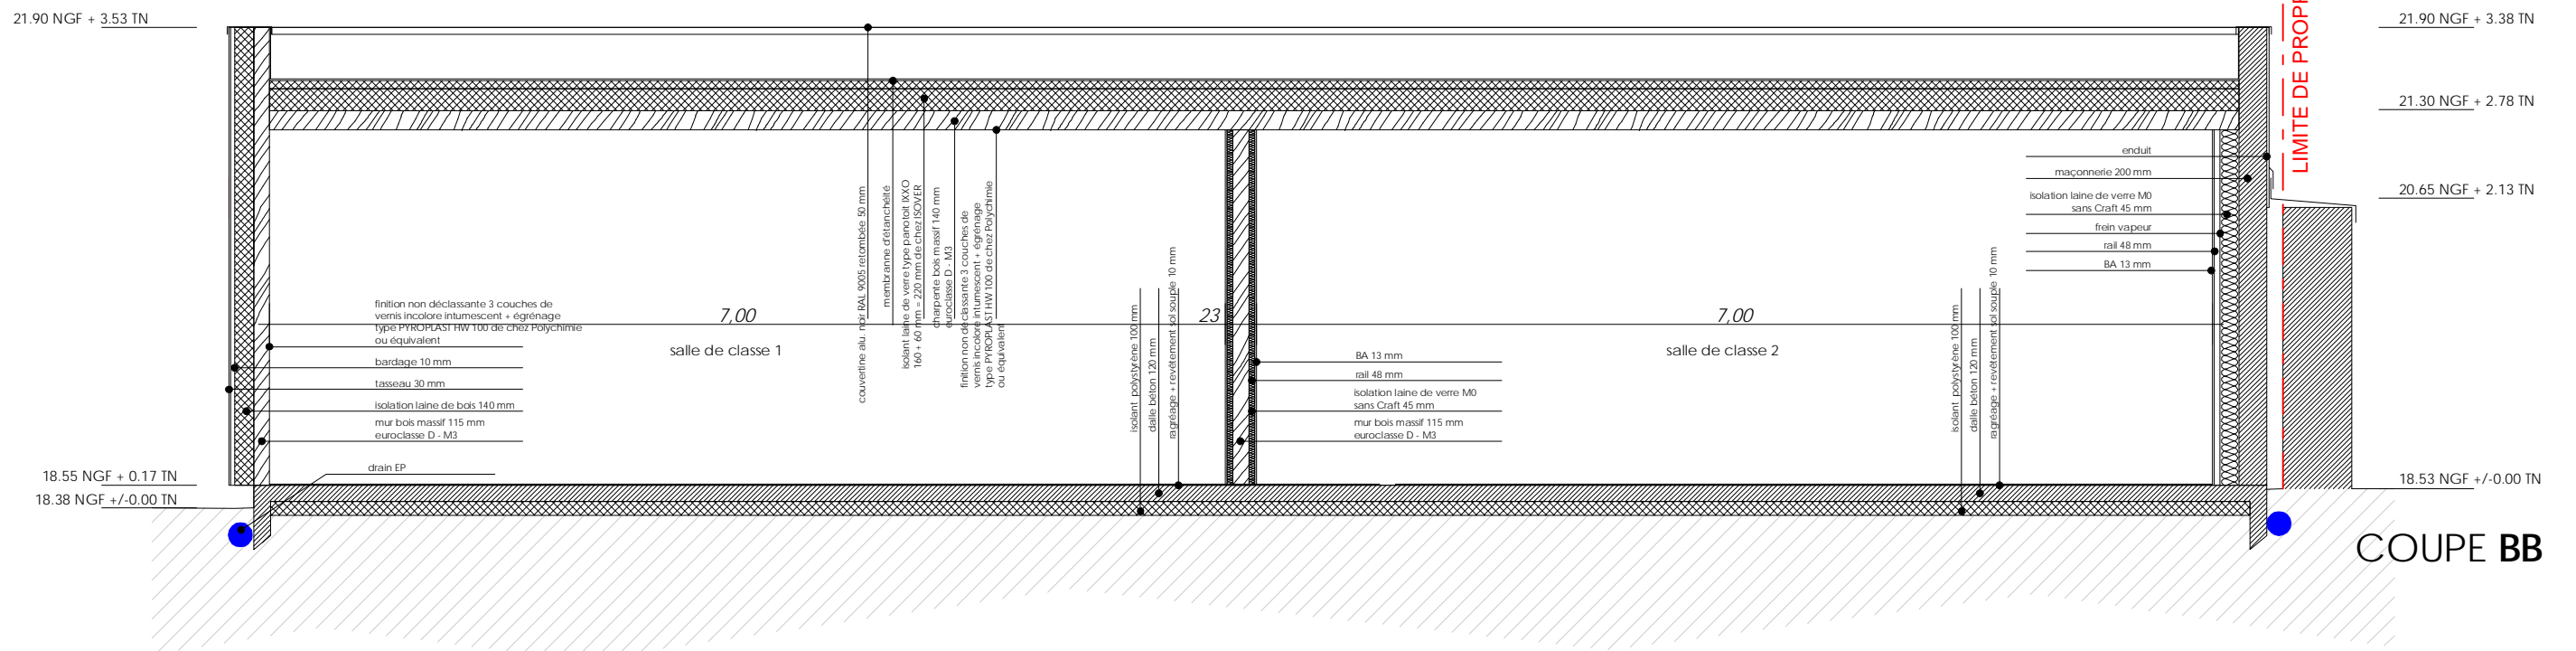 21.90 NGF + 3.53 TN
21.90 NGF + 3.38 TN
LIMITE DE PROPR
21.30 NGF + 2.78 TN
20.65 NGF + 2.13 TN
enduit
maçonnerie 200 mm
isolation laine de verre M0
sans Craft 45 mm
frein vapeur
rail 48 mm
BA 13 mm
couvertine alu. noir RAL 9005 retombée 50 mm
membranne d'étanchéité
isolant laine de verre type panotoit IXXO
160 + 60 mm = 220 mm de chez ISOVER
charpente bois massif 140 mm
euroclasse D - M3
finition non déclassante 3 couches de
vernis incolore intumescent + égrénage
type PYROPLAST HW 100 de chez Polychimie
ou équivalent
isolant polystyrène 100 mm
dalle béton 120 mm
ragréage + revêtement sol souple 10 mm
isolant polystyrène 100 mm
dalle béton 120 mm
ragréage + revêtement sol souple 10 mm
finition non déclassante 3 couches de
vernis incolore intumescent + égrénage
type PYROPLAST HW 100 de chez Polychimie
ou équivalent
bardage 10 mm
tasseau 30 mm
isolation laine de bois 140 mm
mur bois massif 115 mm
euroclasse D - M3
drain EP
7,00
23
7,00
salle de classe 1
salle de classe 2
BA 13 mm
rail 48 mm
isolation laine de verre M0
sans Craft 45 mm
mur bois massif 115 mm
euroclasse D - M3
18.55 NGF + 0.17 TN
18.38 NGF +/-0.00 TN
18.53 NGF +/-0.00 TN
COUPE BB